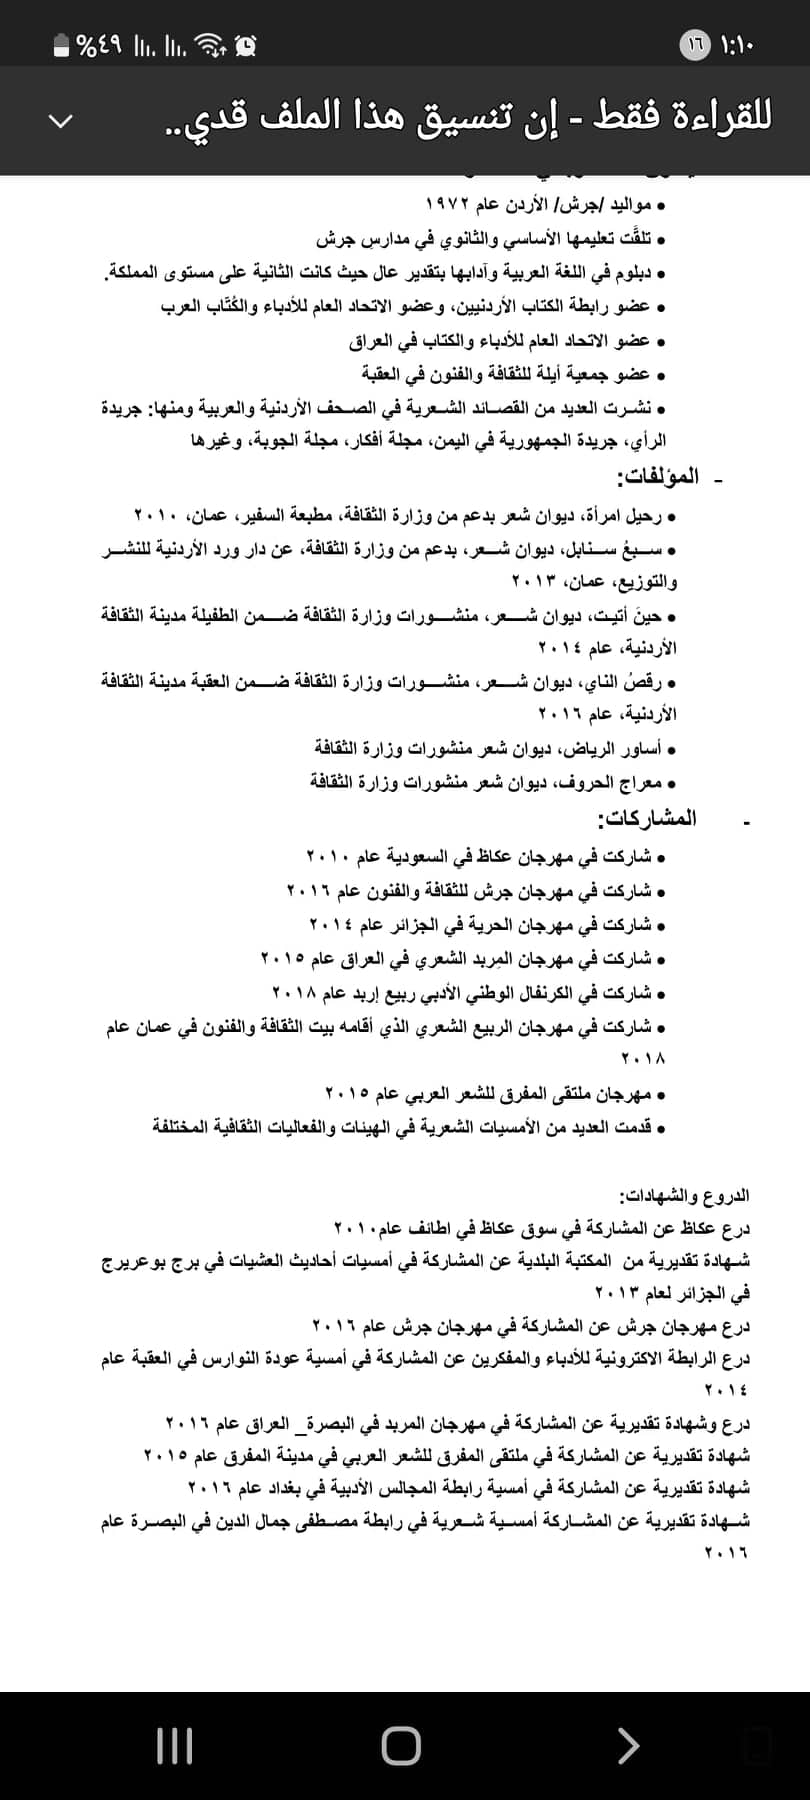 ١:١٠ ١٦ ٤٩%
للقراءة فقط - إن تنسيق هذا الملف قدي..
• مواليد /جرش/ الأردن عام ١٩٧٢
• تلقَّت تعليمها الأساسي والثانوي في مدارس جرش
• دبلوم في اللغة العربية وآدابها بتقدير عال حيث كانت الثانية على مستوى المملكة.
• عضو رابطة الكتاب الأردنيين، وعضو الاتحاد العام للأدباء والكُتّاب العرب
• عضو الاتحاد العام للأدباء والكتاب في العراق
• عضو جمعية أيلة للثقافة والفنون في العقبة
• نشرت العديد من القصائد الشعرية في الصحف الأردنية والعربية ومنها: جريدة
الرأي، جريدة الجمهورية في اليمن، مجلة أفكار، مجلة الجوبة، وغيرها
- المؤلفات:
• رحيل امرأة، ديوان شعر بدعم من وزارة الثقافة، مطبعة السفير، عمان، ٢٠١٠
• سبعُ سنابل، ديوان شعر، بدعم من وزارة الثقافة، عن دار ورد الأردنية للنشر
والتوزيع، عمان، ٢٠١٣
• حينَ أتيت، ديوان شعر، منشورات وزارة الثقافة ضمن الطفيلة مدينة الثقافة
الأردنية، عام ٢٠١٤
• رقصُ الناي، ديوان شعر، منشورات وزارة الثقافة ضمن العقبة مدينة الثقافة
الأردنية، عام ٢٠١٦
• أساور الرياض، ديوان شعر منشورات وزارة الثقافة
• معراج الحروف، ديوان شعر منشورات وزارة الثقافة
- المشاركات:
• شاركت في مهرجان عكاظ في السعودية عام ٢٠١٠
• شاركت في مهرجان جرش للثقافة والفنون عام ٢٠١٦
• شاركت في مهرجان الحرية في الجزائر عام ٢٠١٤
• شاركت في مهرجان المِربد الشعري في العراق عام ٢٠١٥
• شاركت في الكرنفال الوطني الأدبي ربيع إربد عام ٢٠١٨
• شاركت في مهرجان الربيع الشعري الذي أقامه بيت الثقافة والفنون في عمان عام
٢٠١٨
• مهرجان ملتقى المفرق للشعر العربي عام ٢٠١٥
• قدمت العديد من الأمسيات الشعرية في الهيئات والفعاليات الثقافية المختلفة
الدروع والشهادات:
درع عكاظ عن المشاركة في سوق عكاظ في اطائف عام٢٠١٠
شهادة تقديرية من المكتبة البلدية عن المشاركة في أمسيات أحاديث العشيات في برج بوعريرج
في الجزائر لعام ٢٠١٣
درع مهرجان جرش عن المشاركة في مهرجان جرش عام ٢٠١٦
درع الرابطة الاكترونية للأدباء والمفكرين عن المشاركة في أمسية عودة النوارس في العقبة عام
٢٠١٤
درع وشهادة تقديرية عن المشاركة في مهرجان المربد في البصرة_ العراق عام ٢٠١٦
شهادة تقديرية عن المشاركة في ملتقى المفرق للشعر العربي في مدينة المفرق عام ٢٠١٥
شهادة تقديرية عن المشاركة في أمسية رابطة المجالس الأدبية في بغداد عام ٢٠١٦
شهادة تقديرية عن المشاركة أمسية شعرية في رابطة مصطفى جمال الدين في البصرة عام
٢٠١٦